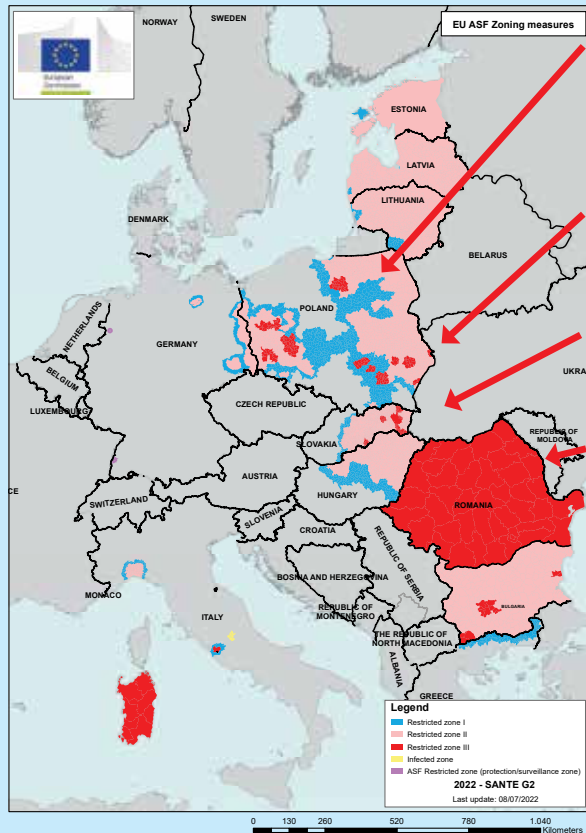 NORWAY
SWEDEN
EU ASF Zoning measures
European
Commission
ESTONIA
LATVIA
LITHUANIA
DENMARK
BELARUS
NETHERLANDS
POLAND
GERMANY
BELGIUM
UKRA
LUXEMBOURG
CZECH REPUBLIC
REPUBLIC OF
MOLDOVA
SLOVAKIA
CE
AUSTRIA
SWITZERLAND
HUNGARY
ROMANIA
SLOVENIA
CROATIA
REPUBLIC OF SERBIA
BOSNIA AND HERZEGOVINA
MONACO
BULGARIA
ITALY
REPUBLIC OF
MONTENEGRO
THE REPUBLIC OF
NORTH MACEDONIA
ALBANIA
GREECE
Legend
Restricted zone I
Restricted zone II
Restricted zone III
Infected zone
ASF Restricted zone (protection/surveillance zone)
2022 - SANTE G2
Last update: 08/07/2022
0 130 260 520 780 1.040
Kilometers